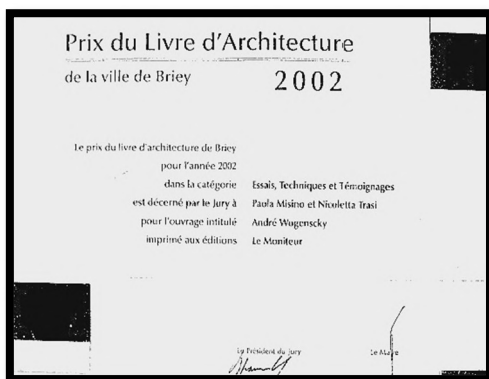 Prix du Livre d'Architecture
de la ville de Briey 2002
Le prix du livre d'architecture de Briey
pour l'année 2002
dans la catégorie Essais, Techniques et Témoignages
est décerné par le Jury à Paola Misino et Nicoletta Trasi
pour l'ouvrage intitulé André Wogenscky
imprimé aux éditions Le Moniteur
Le Président du Jury Le Maire